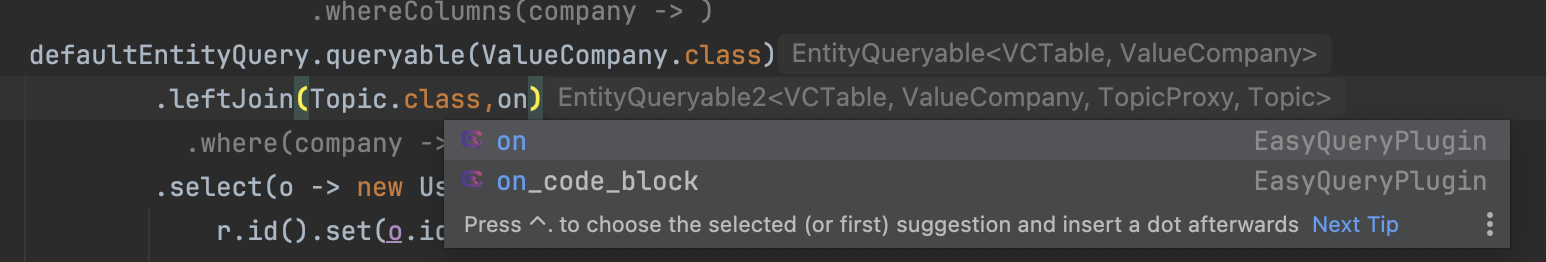 .whereColumns(company -> )
defaultEntityQuery.queryable(ValueCompany.class) EntityQueryable<VCTable, ValueCompany>
.leftJoin(Topic.class,on) EntityQueryable2<VCTable, ValueCompany, TopicProxy, Topic>
.where(company ->
on EasyQueryPlugin
.select(o -> new Us
on_code_block EasyQueryPlugin
r.id().set(o.id
Press ^. to choose the selected (or first) suggestion and insert a dot afterwards Next Tip